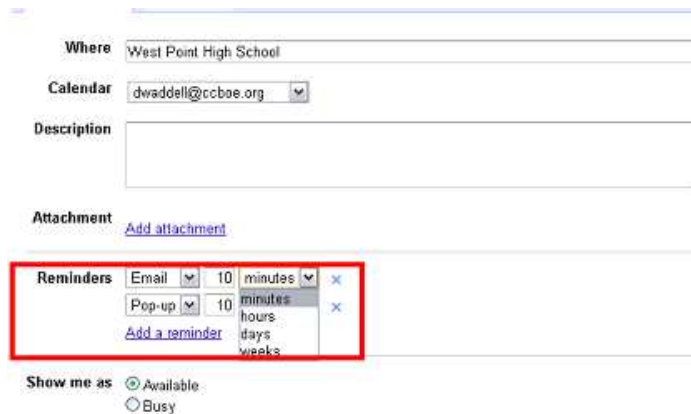 Where West Point High School
Calendar dwaddell@ccboe.org
Description
Attachment Add attachment
Reminders Email 10 minutes
minutes
Pop-up 10
hours
Add a reminder days
weeks
Show me as Available
Busy